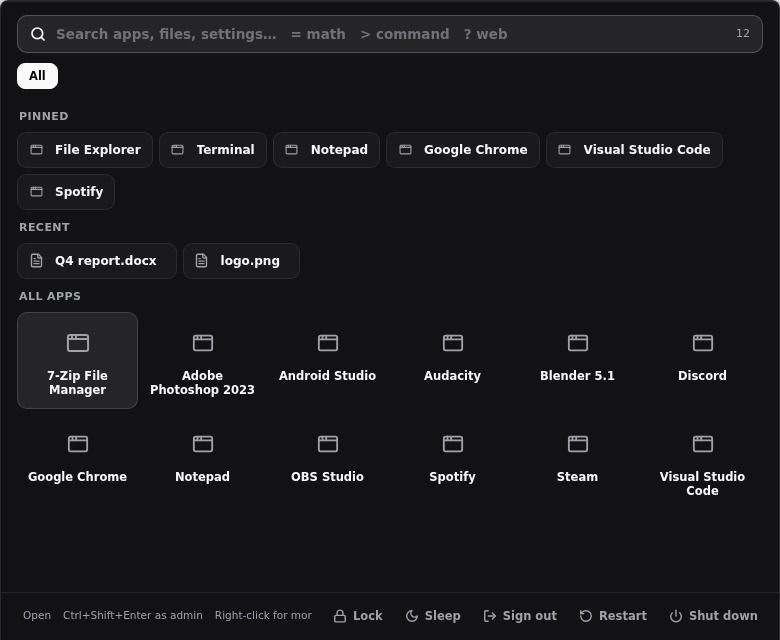 Search apps, files, settings... = math > command ? web 12
All
PINNED
File Explorer Terminal Notepad Google Chrome Visual Studio Code
Spotify
RECENT
Q4 report.docx logo.png
ALL APPS
7-Zip File Manager
Adobe Photoshop 2023
Android Studio
Audacity
Blender 5.1
Discord
Google Chrome
Notepad
OBS Studio
Spotify
Steam
Visual Studio Code
Open Ctrl+Shift+Enter as admin Right-click for mor Lock Sleep Sign out Restart Shut down